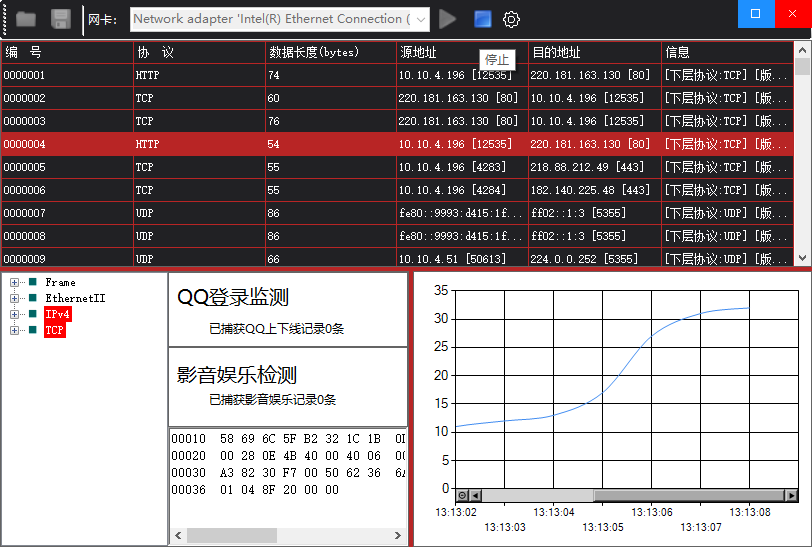 网卡: Network adapter 'Intel(R) Ethernet Connection (
停止
编 号 协 议 数据长度(bytes) 源地址 目的地址 信息
0000001 HTTP 74 10.10.4.196 [12535] 220.181.163.130 [80] [下层协议:TCP] [版...
0000002 TCP 60 220.181.163.130 [80] 10.10.4.196 [12535] [下层协议:TCP] [版...
0000003 TCP 76 220.181.163.130 [80] 10.10.4.196 [12535] [下层协议:TCP] [版...
0000004 HTTP 54 10.10.4.196 [12535] 220.181.163.130 [80] [下层协议:TCP] [版...
0000005 TCP 55 10.10.4.196 [4283] 218.88.212.49 [443] [下层协议:TCP] [版...
0000006 TCP 55 10.10.4.196 [4284] 182.140.225.48 [443] [下层协议:TCP] [版...
0000007 UDP 86 fe80::9993:d415:1f... ff02::1:3 [5355] [下层协议:UDP] [版...
0000008 UDP 86 fe80::9993:d415:1f... ff02::1:3 [5355] [下层协议:UDP] [版...
0000009 UDP 66 10.10.4.51 [50613] 224.0.0.252 [5355] [下层协议:UDP] [版...
Frame
EthernetII
IPv4
TCP
QQ登录监测
已捕获QQ上下线记录0条
影音娱乐检测
已捕获影音娱乐记录0条
00010 58 69 6C 5F B2 32 1C 1B
00020 00 28 0E 4B 40 00 40 06
00030 A3 82 30 F7 00 50 62 36
00036 01 04 8F 20 00 00
35
30
25
20
15
10
5
0
13:13:02 13:13:04 13:13:06 13:13:08
13:13:03 13:13:05 13:13:07